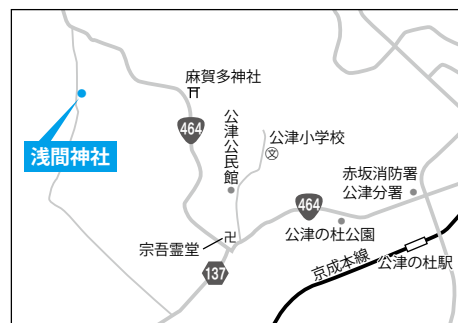 麻賀多神社
464
公津公民館
公津小学校
文
浅間神社
赤坂消防署
公津分署
464
公津の杜公園
宗吾霊堂
卍
137
京成本線
公津の杜駅